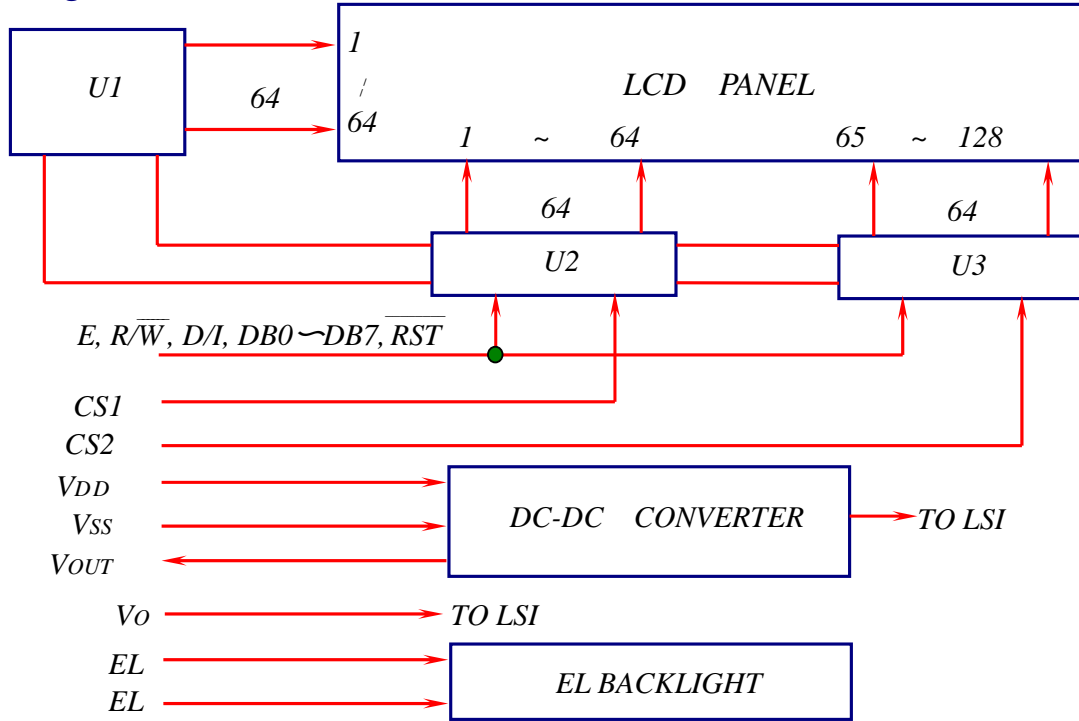 U1
64
1
64
LCD PANEL
1 ~ 64
65 ~ 128
64
64
U2
U3
E, R/W̅, D/I, DB0~DB7, R̅S̅T̅
CS1
CS2
VDD
VSS
VOUT
DC-DC CONVERTER
TO LSI
VO
TO LSI
EL
EL
EL BACKLIGHT